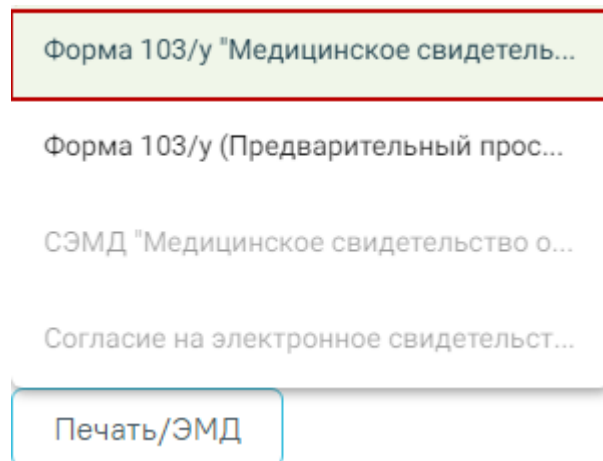 Форма 103/у "Медицинское свидетель...
Форма 103/у (Предварительный прос...
СЭМД "Медицинское свидетельство о...
Согласие на электронное свидетельст...
Печать/ЭМД